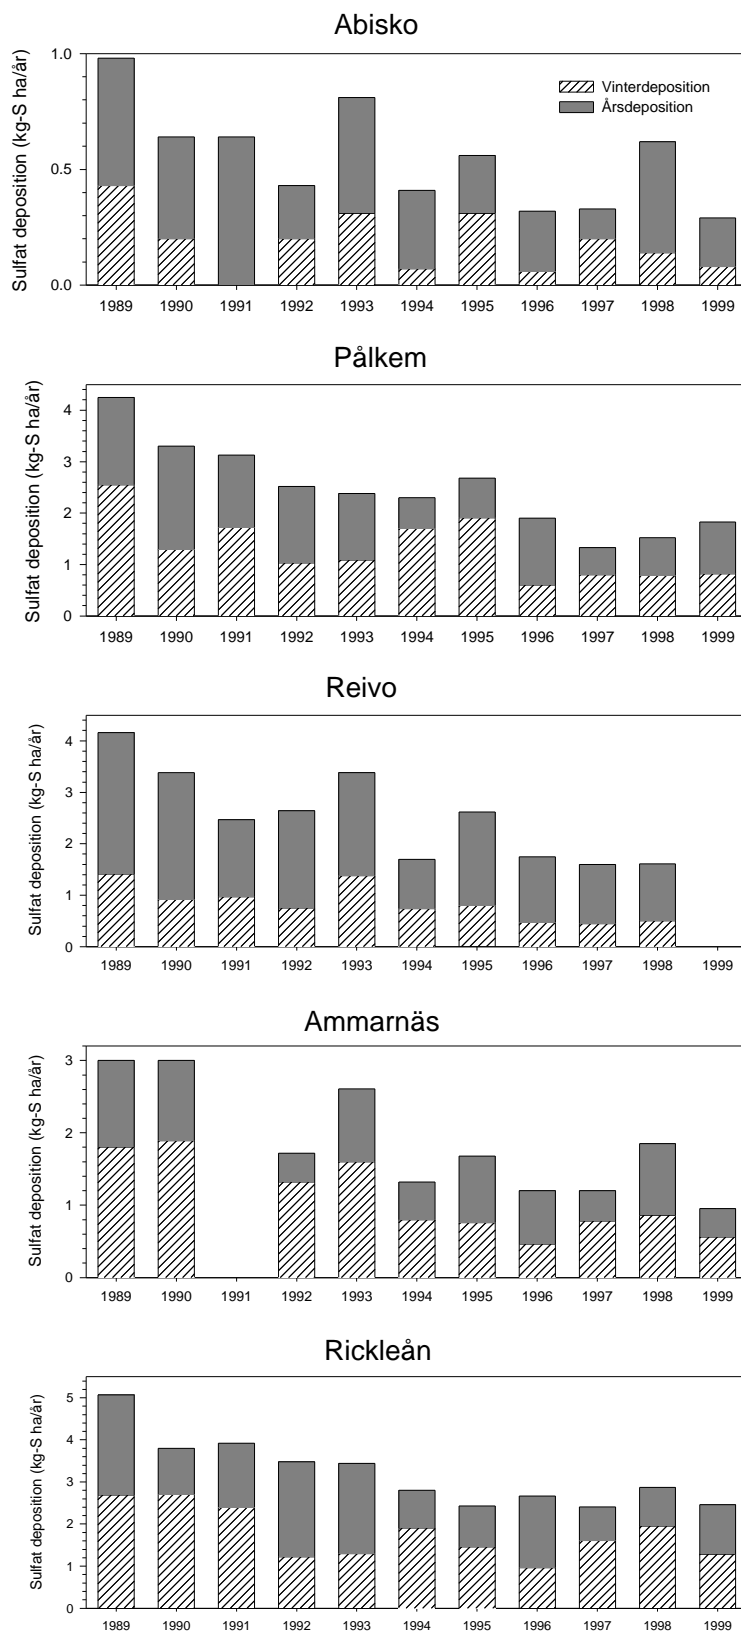 Abisko
Sulfat deposition (kg-S ha/år)
1.0
0.5
0.0
Vinterdeposition
Årsdeposition
1989 1990 1991 1992 1993 1994 1995 1996 1997 1998 1999
Pålkem
Sulfat deposition (kg-S ha/år)
4
3
2
1
0
1989 1990 1991 1992 1993 1994 1995 1996 1997 1998 1999
Reivo
Sulfat deposition (kg-S ha/år)
4
3
2
1
0
1989 1990 1991 1992 1993 1994 1995 1996 1997 1998 1999
Ammarnäs
Sulfat deposition (kg-S ha/år)
3
2
1
0
1989 1990 1991 1992 1993 1994 1995 1996 1997 1998 1999
Rickleån
Sulfat deposition (kg-S ha/år)
5
4
3
2
1
0
1989 1990 1991 1992 1993 1994 1995 1996 1997 1998 1999